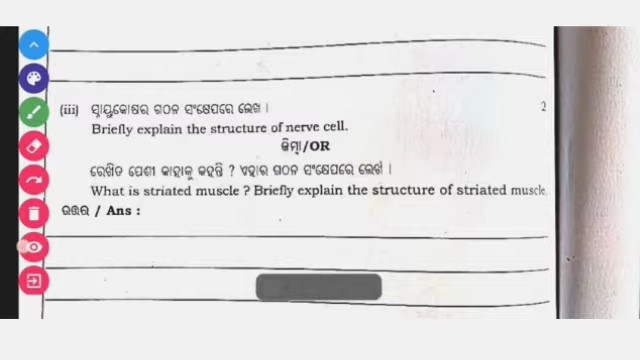 (iii) ସ୍ନାୟୁକୋଷର ଗଠନ ସଂକ୍ଷେପରେ ଲେଖ । 2
Briefly explain the structure of nerve cell.
କିମ୍ବା/OR
ରେଖିତ ପେଶୀ କାହାକୁ କହନ୍ତି ? ଏହାର ଗଠନ ସଂକ୍ଷେପରେ ଲେଖ ।
What is striated muscle ? Briefly explain the structure of striated muscle
ଉତ୍ତର / Ans :